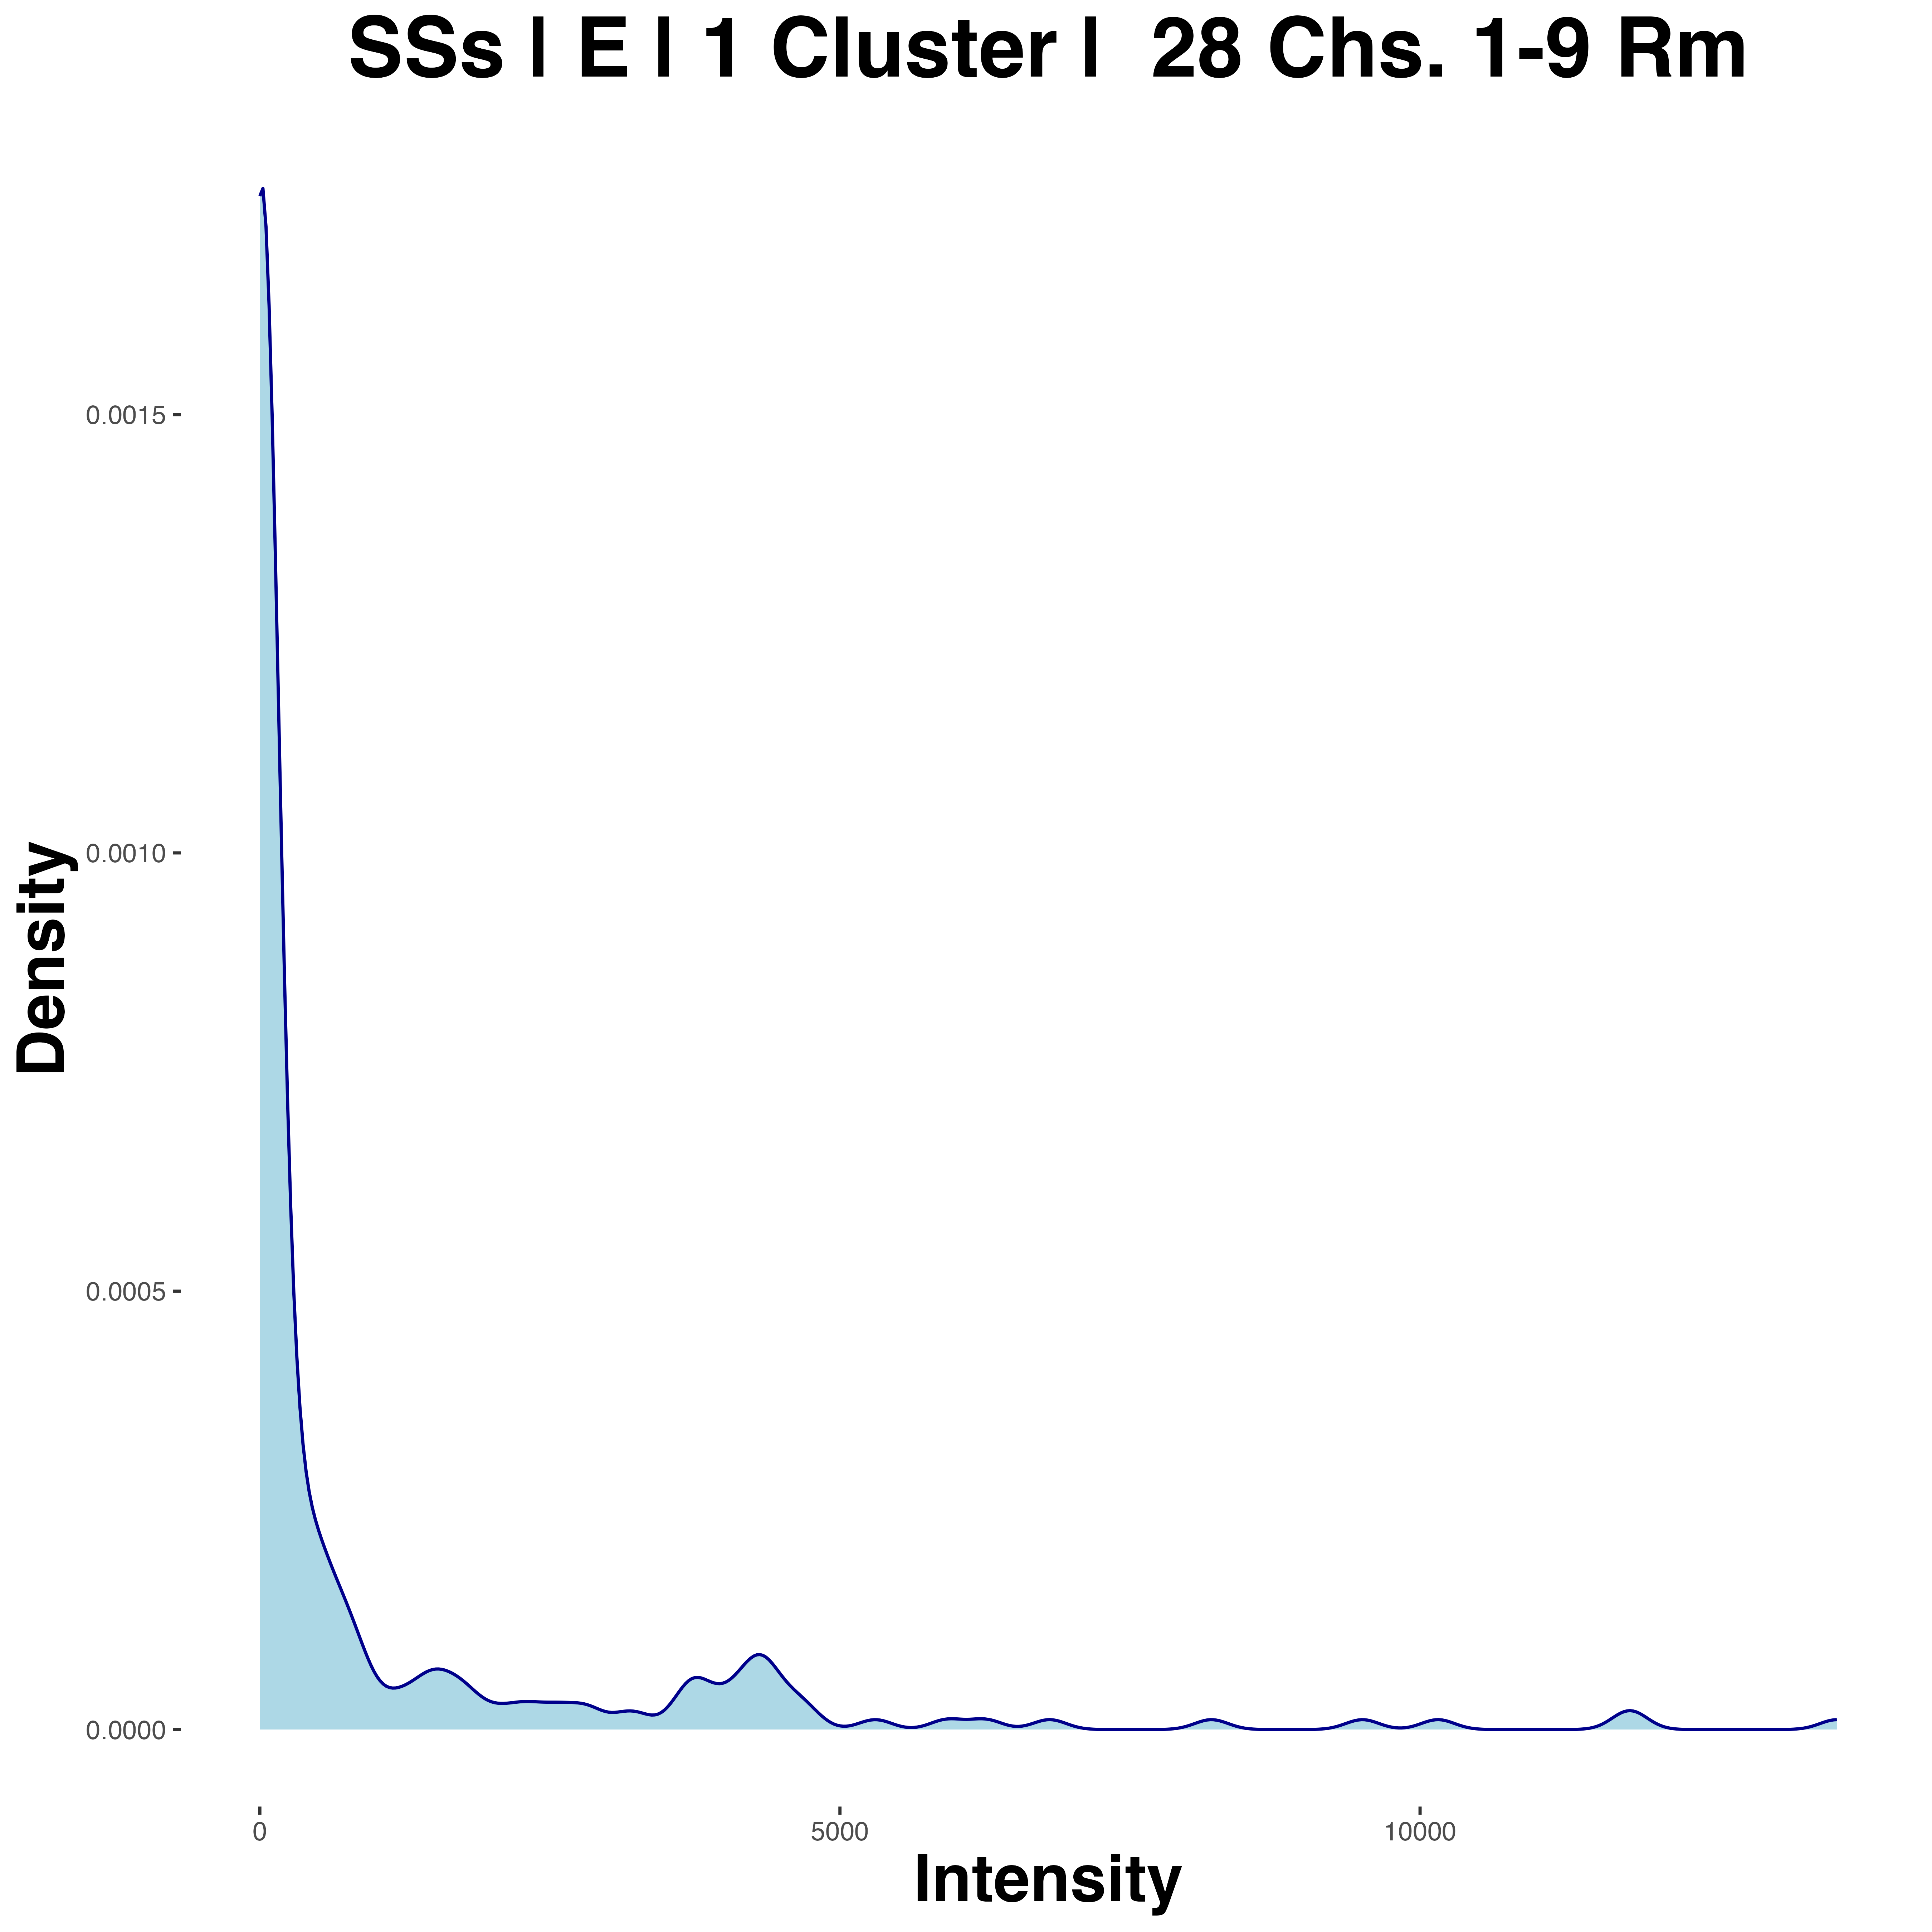 SSs | E | 1 Cluster |  28 Chs. 1-9 Rm
0.0015
0.0010
0.0005
0.0000
Density
0 5000 10000
Intensity